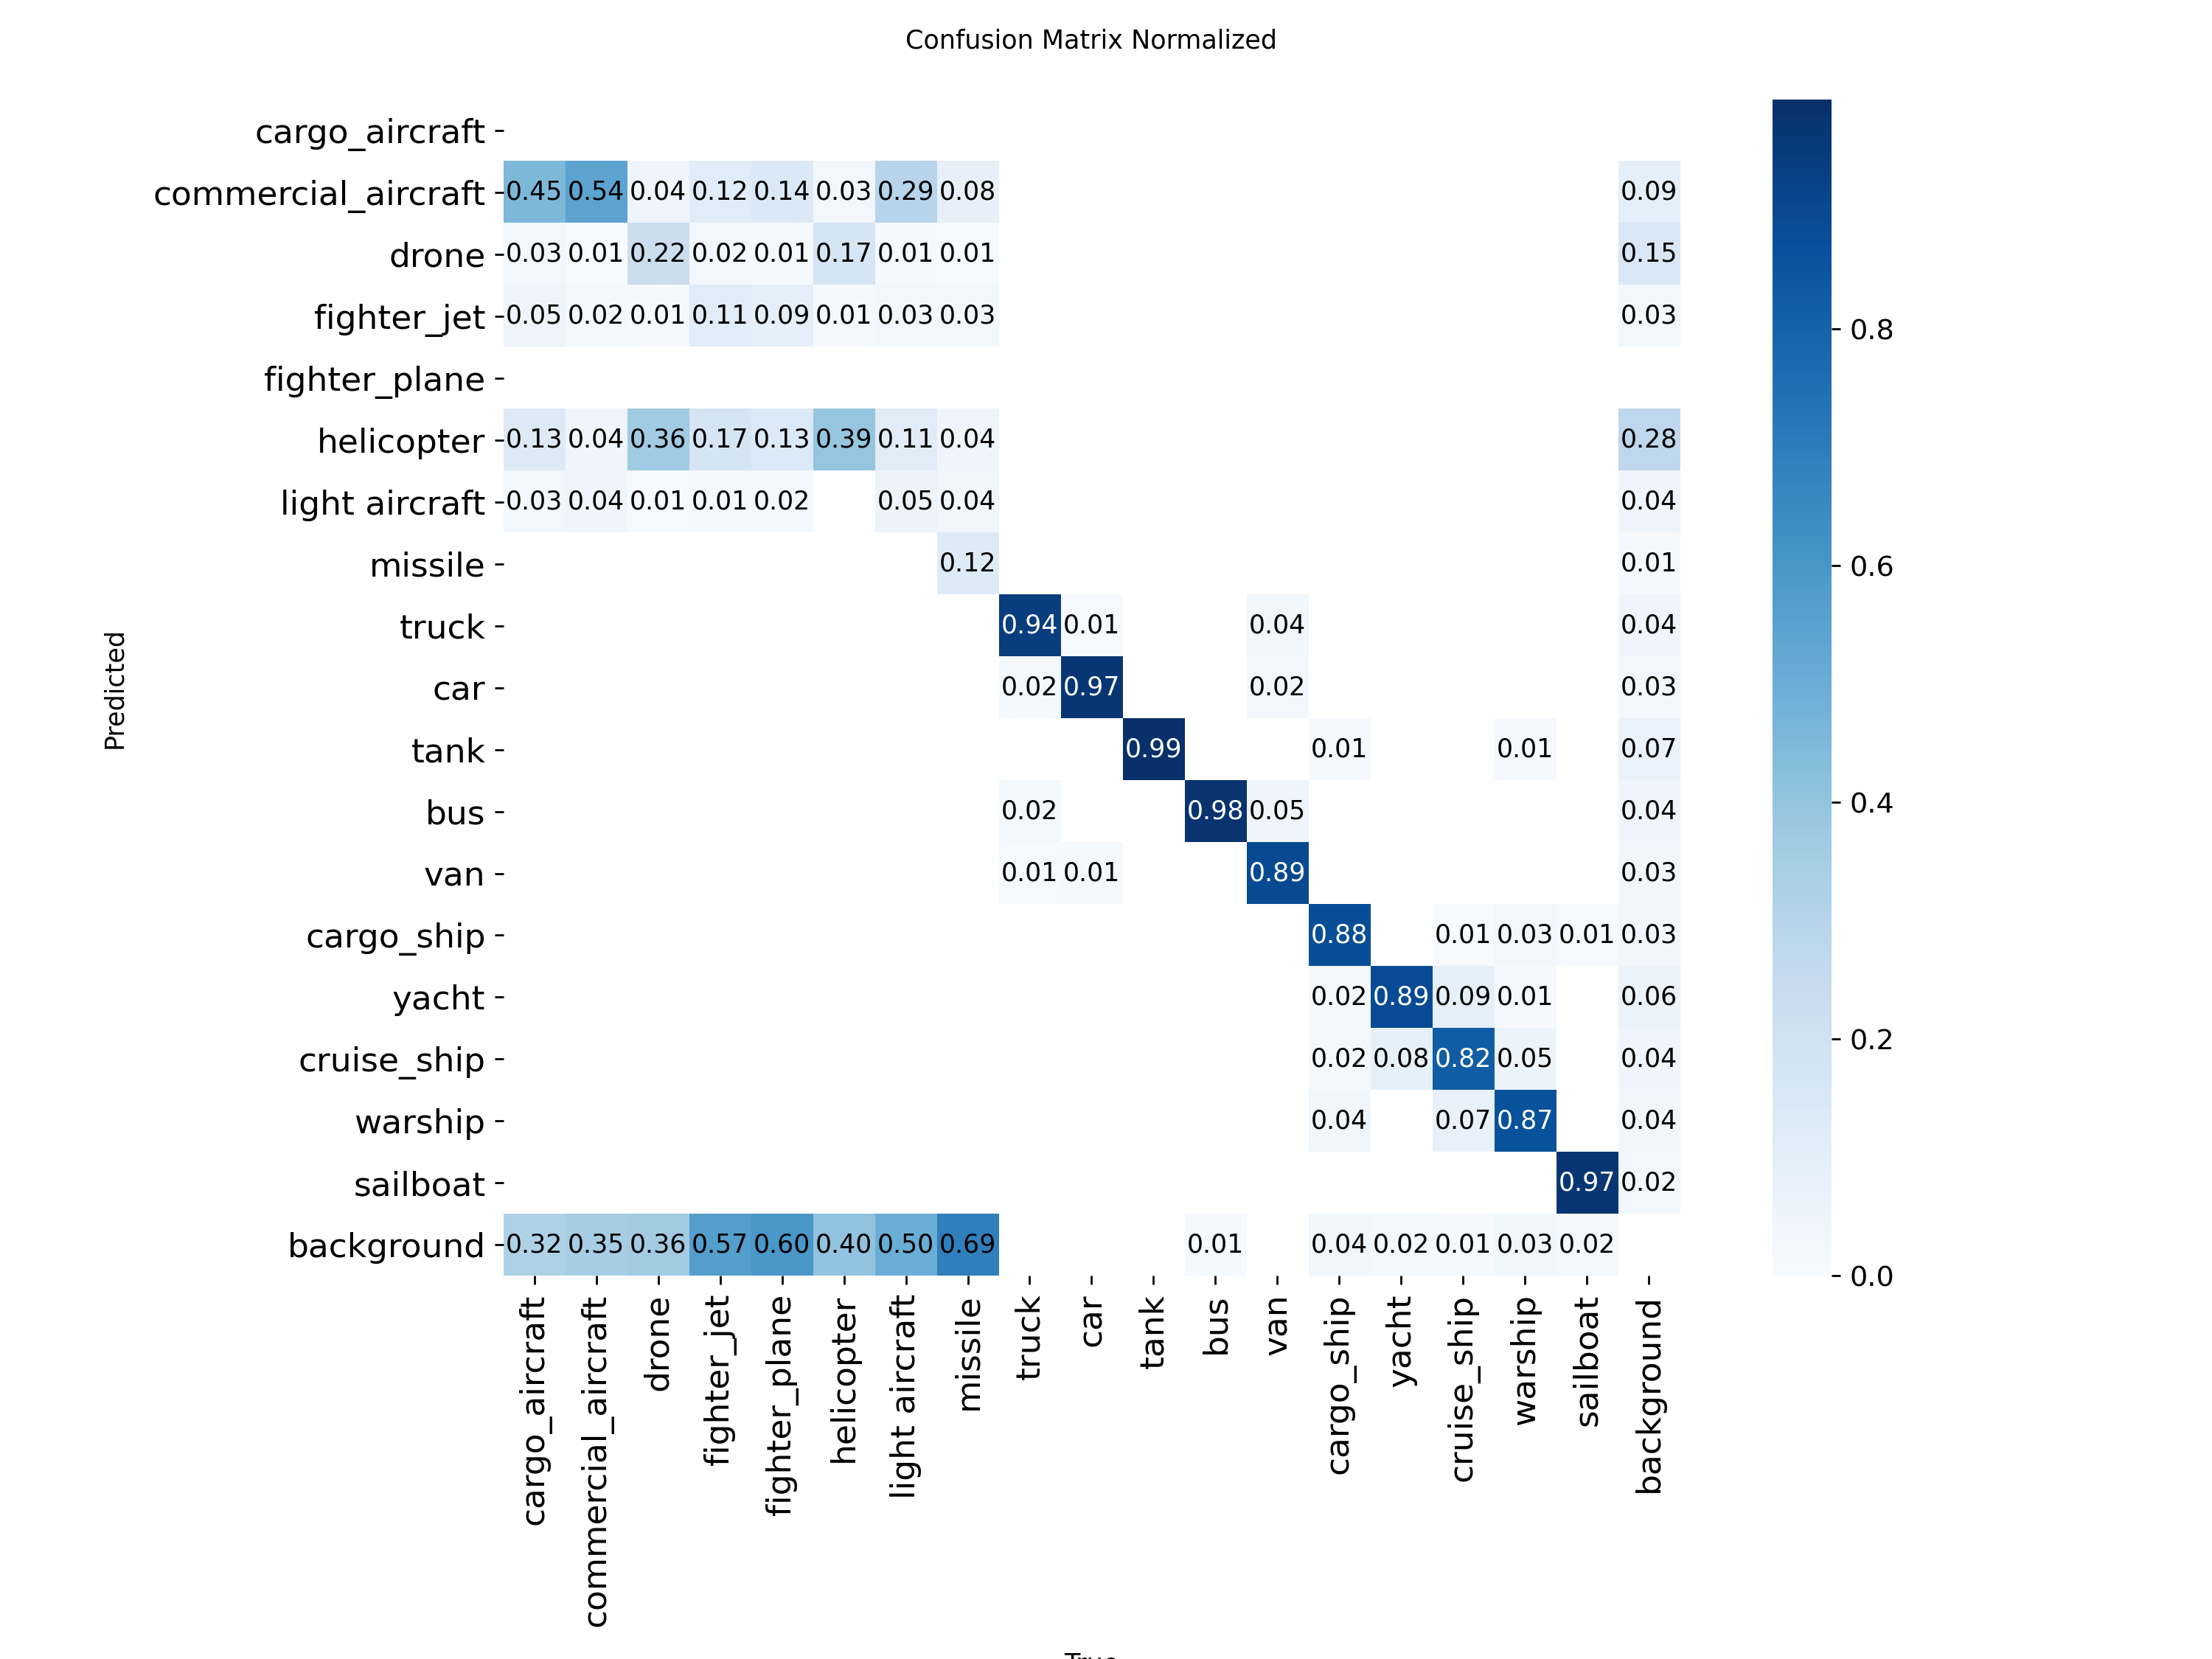 Confusion Matrix Normalized
cargo_aircraft
commercial_aircraft 0.45 0.54 0.04 0.12 0.14 0.03 0.29 0.08 0.09
drone 0.03 0.01 0.22 0.02 0.01 0.17 0.01 0.01 0.15
fighter_jet 0.05 0.02 0.01 0.11 0.09 0.01 0.03 0.03 0.03
0.8
fighter_plane
helicopter 0.13 0.04 0.36 0.17 0.13 0.39 0.11 0.04 0.28
light aircraft 0.03 0.04 0.01 0.01 0.02 0.05 0.04 0.04
missile 0.12 0.01
0.6
truck 0.94 0.01 0.04 0.04
Predicted
car 0.02 0.97 0.02 0.03
tank 0.99 0.01 0.01 0.07
bus 0.02 0.98 0.05 0.04
0.4
van 0.01 0.01 0.89 0.03
cargo_ship 0.88 0.01 0.03 0.01 0.03
yacht 0.02 0.89 0.09 0.01 0.06
cruise_ship 0.02 0.08 0.82 0.05 0.04
0.2
warship 0.04 0.07 0.87 0.04
sailboat 0.97 0.02
background 0.32 0.35 0.36 0.57 0.60 0.40 0.50 0.69 0.01 0.04 0.02 0.01 0.03 0.02
0.0
cargo_aircraft
commercial_aircraft
drone
fighter_jet
fighter_plane
helicopter
light aircraft
missile
truck
car
tank
bus
van
cargo_ship
yacht
cruise_ship
warship
sailboat
background
True